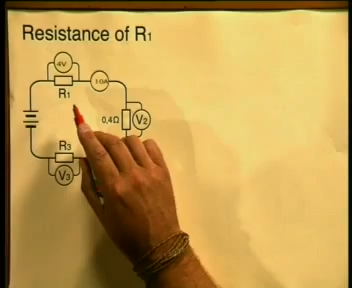 Resistance of R1
4V
10A
R1
0,4Ω
V2
R3
V3